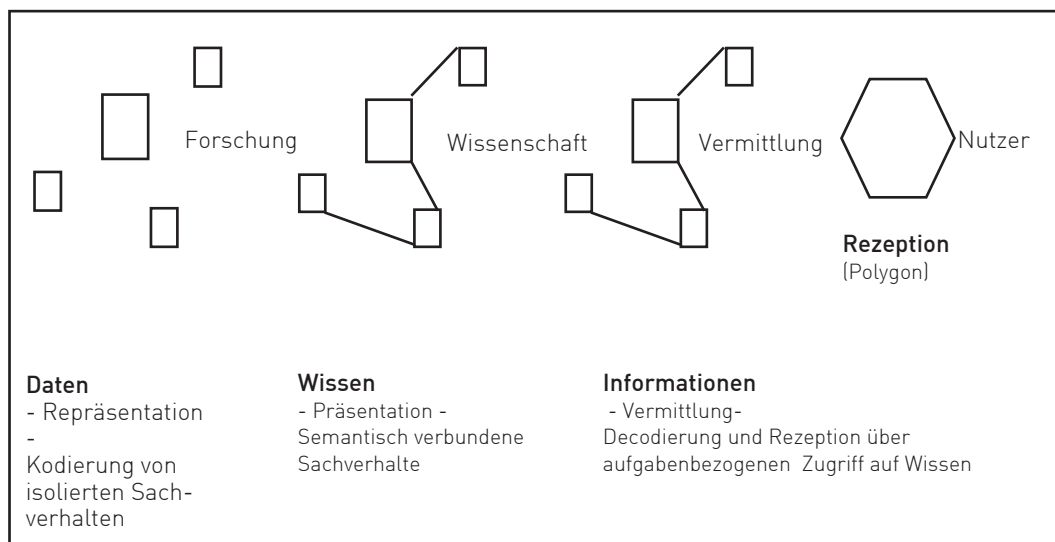 Forschung
Wissenschaft
Vermittlung
Nutzer
Rezeption
(Polygon)
Daten
- Repräsentation
-
Kodierung von
isolierten Sach-
verhalten
Wissen
- Präsentation -
Semantisch verbundene
Sachverhalte
Informationen
- Vermittlung-
Decodierung und Rezeption über
aufgabenbezogenen Zugriff auf Wissen